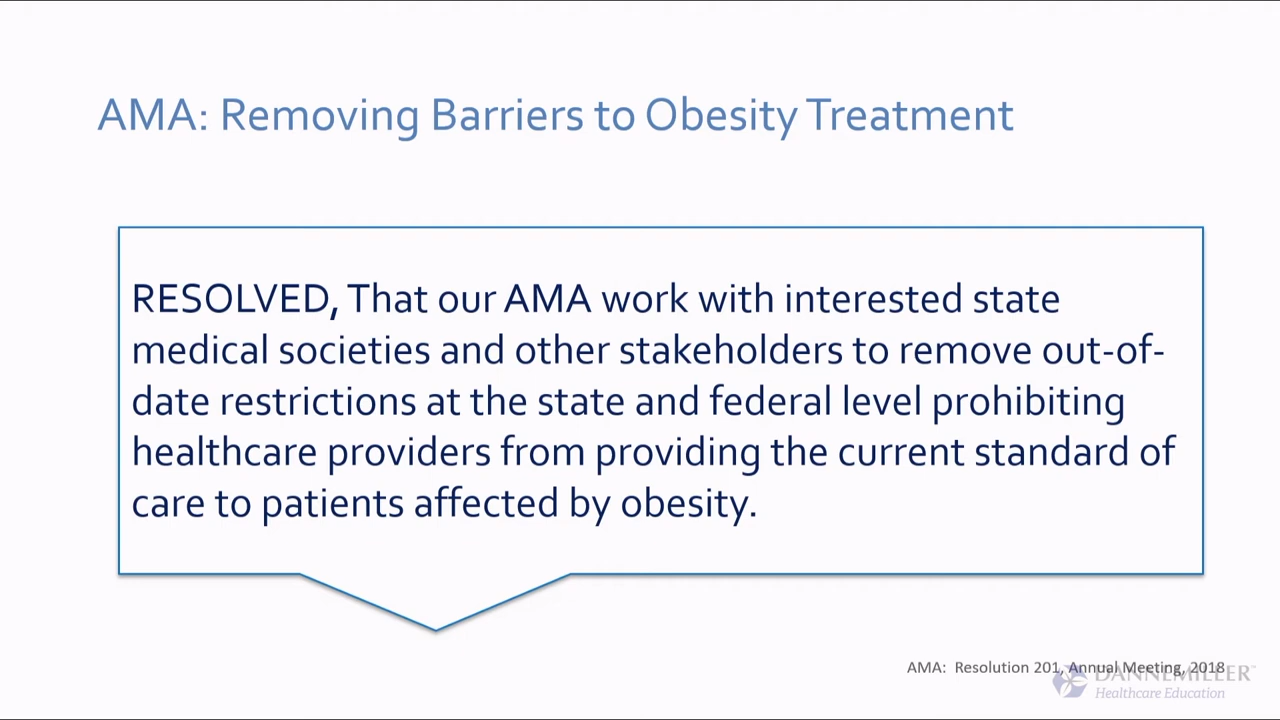 AMA: Removing Barriers to Obesity Treatment
RESOLVED, That our AMA work with interested state
medical societies and other stakeholders to remove out-of-
date restrictions at the state and federal level prohibiting
healthcare providers from providing the current standard of
care to patients affected by obesity.
AMA: Resolution 201, Annual Meeting, 2018
DANNEMILLER
Healthcare Education